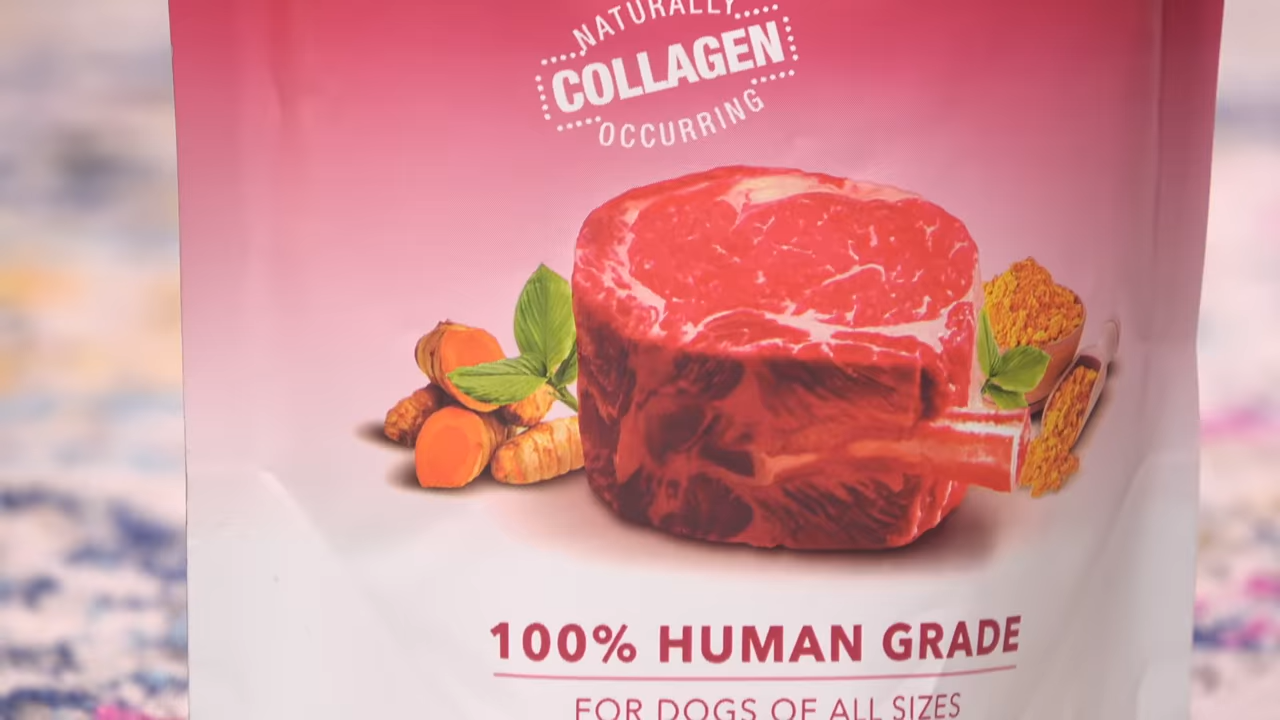 NATURALLY
COLLAGEN
OCCURRING
100% HUMAN GRADE
FOR DOGS OF ALL SIZES